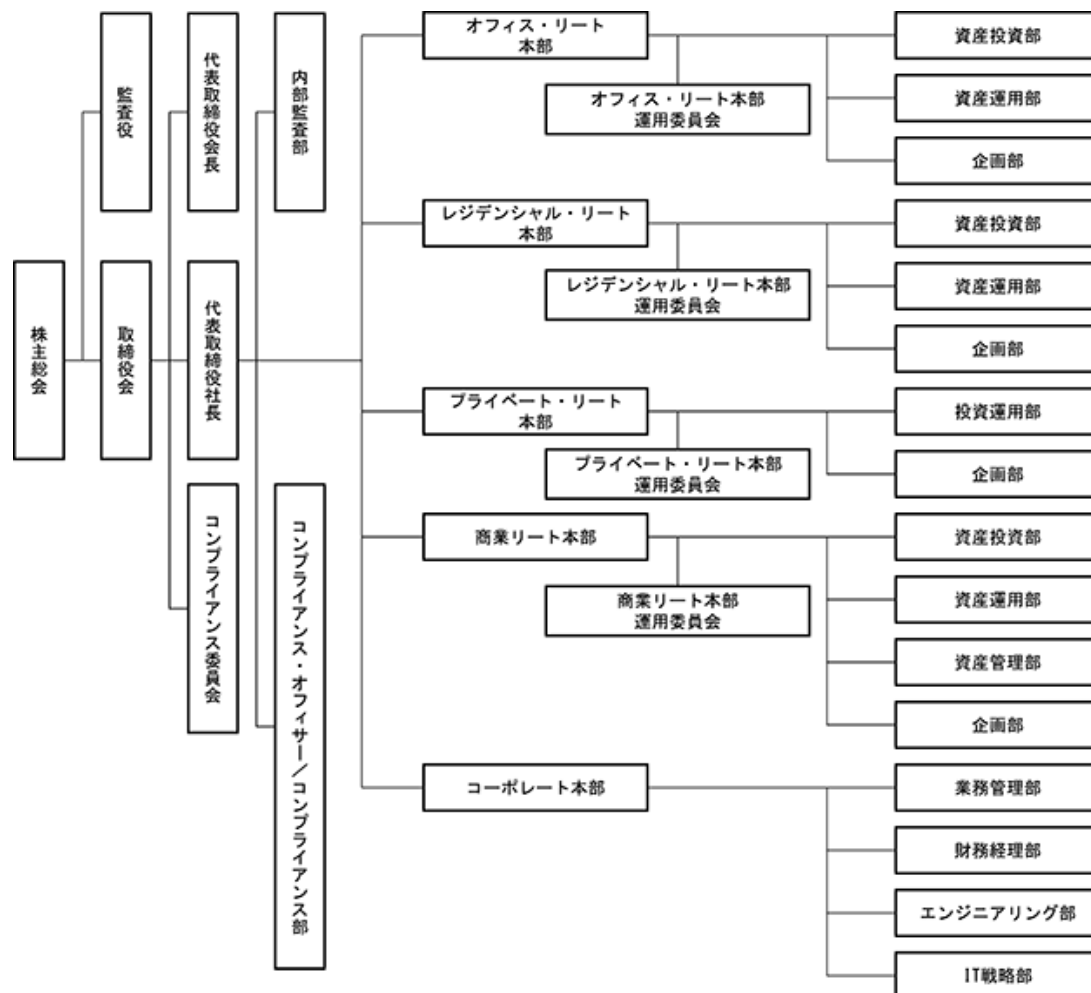 株主総会
監査役
取締役会
代表取締役会長
代表取締役社長
コンプライアンス委員会
内部監査部
コンプライアンス・オフィサー／コンプライアンス部
オフィス・リート
本部
オフィス・リート本部
運用委員会
資産投資部
資産運用部
企画部
レジデンシャル・リート
本部
レジデンシャル・リート本部
運用委員会
資産投資部
資産運用部
企画部
プライベート・リート
本部
プライベート・リート本部
運用委員会
投資運用部
企画部
商業リート本部
商業リート本部
運用委員会
資産投資部
資産運用部
資産管理部
企画部
コーポレート本部
業務管理部
財務経理部
エンジニアリング部
IT戦略部